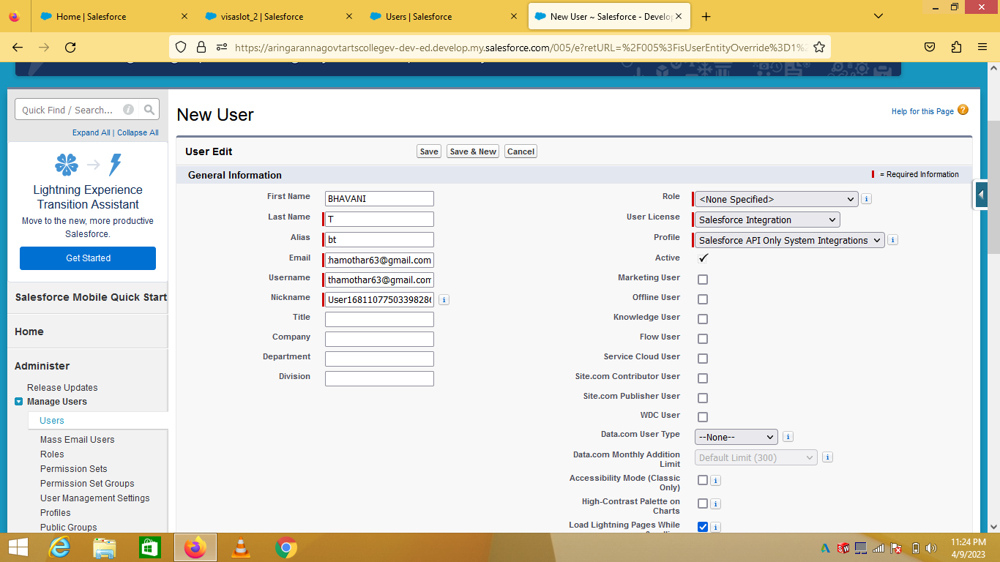 Home | Salesforce
visaslot_2 | Salesforce
Users | Salesforce
New User ~ Salesforce - Develop
https://aringarannagovtartscollegev-dev-ed.develop.my.salesforce.com/005/e?retURL=%2F005%3FisUserEntityOverride%3D1%2
Quick Find / Search...
Expand All | Collapse All
Lightning Experience
Transition Assistant
Move to the new, more productive
Salesforce.
Get Started
Salesforce Mobile Quick Start
Home
Administer
Release Updates
Manage Users
Users
Mass Email Users
Roles
Permission Sets
Permission Set Groups
User Management Settings
Profiles
Public Groups
New User
Help for this Page
User Edit
Save
Save & New
Cancel
General Information
= Required Information
First Name BHAVANI
Last Name T
Alias bt
Email thamothar63@gmail.com
Username thamothar63@gmail.com
Nickname User1681107750339828
Title
Company
Department
Division
Role <None Specified>
User License Salesforce Integration
Profile Salesforce API Only System Integrations
Active
Marketing User
Offline User
Knowledge User
Flow User
Service Cloud User
Site.com Contributor User
Site.com Publisher User
WDC User
Data.com User Type --None--
Data.com Monthly Addition
Limit
Default Limit (300)
Accessibility Mode (Classic
Only)
High-Contrast Palette on
Charts
Load Lightning Pages While
11:24 PM
4/9/2023